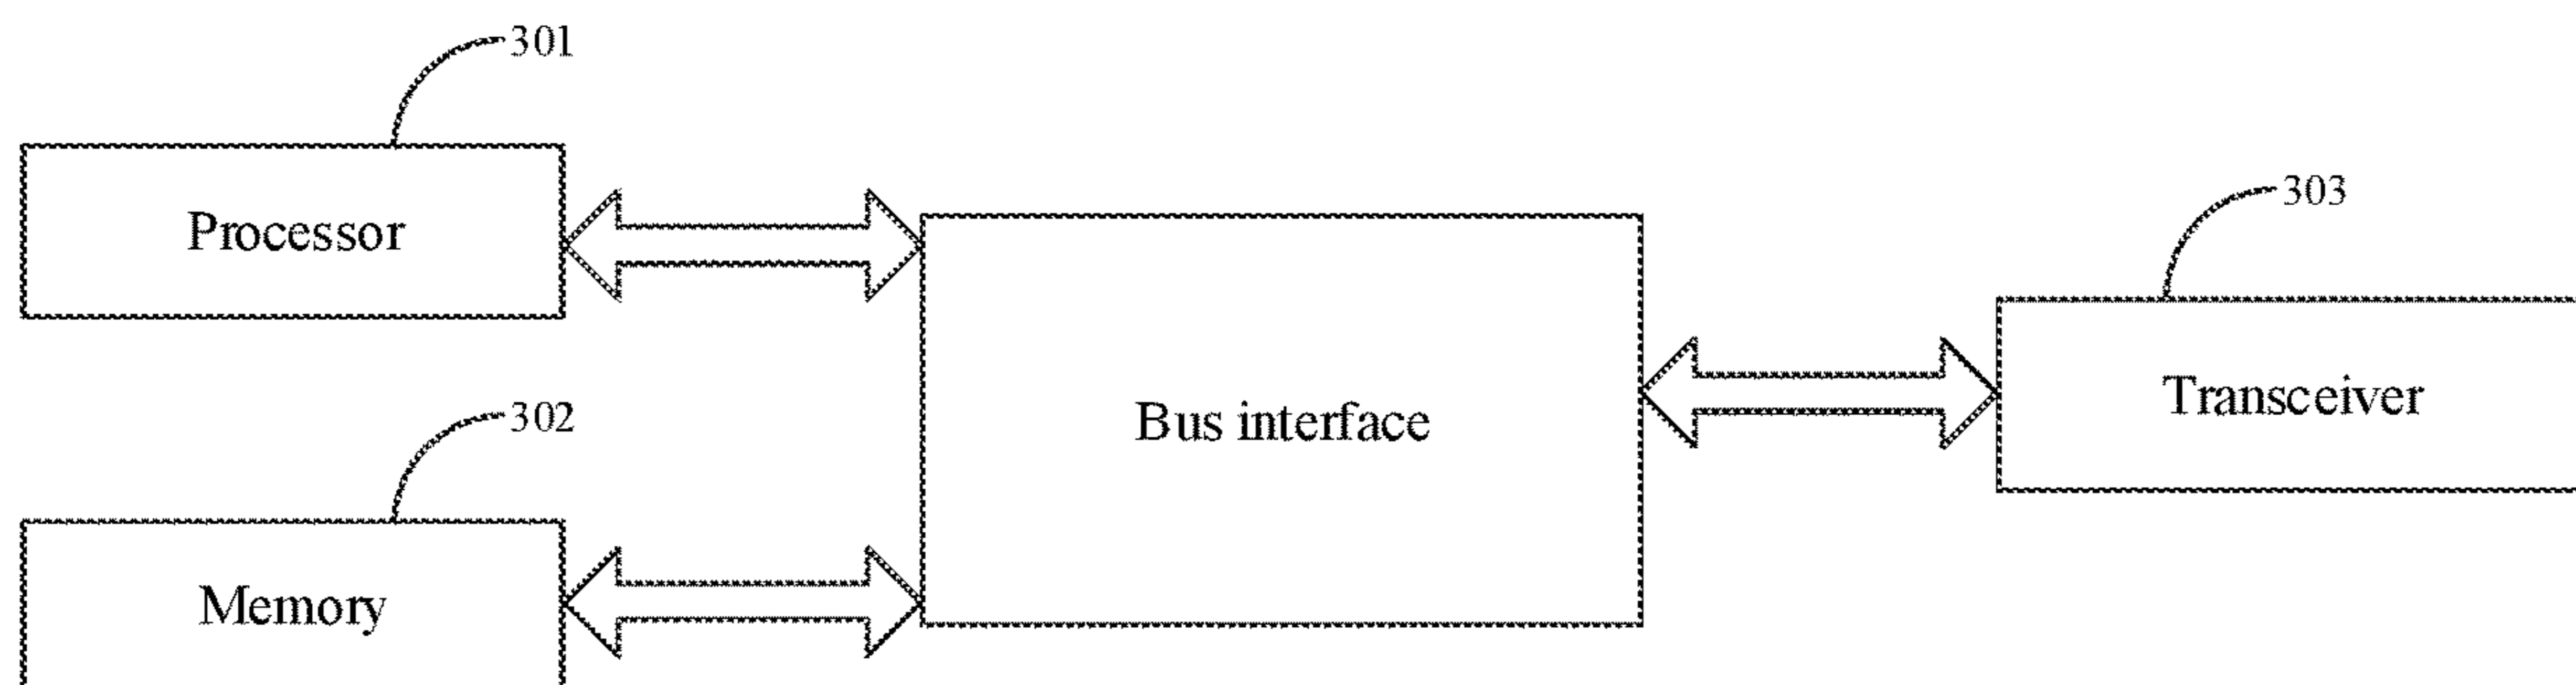 301
Processor
303
Bus interface
Transceiver
302
Memory